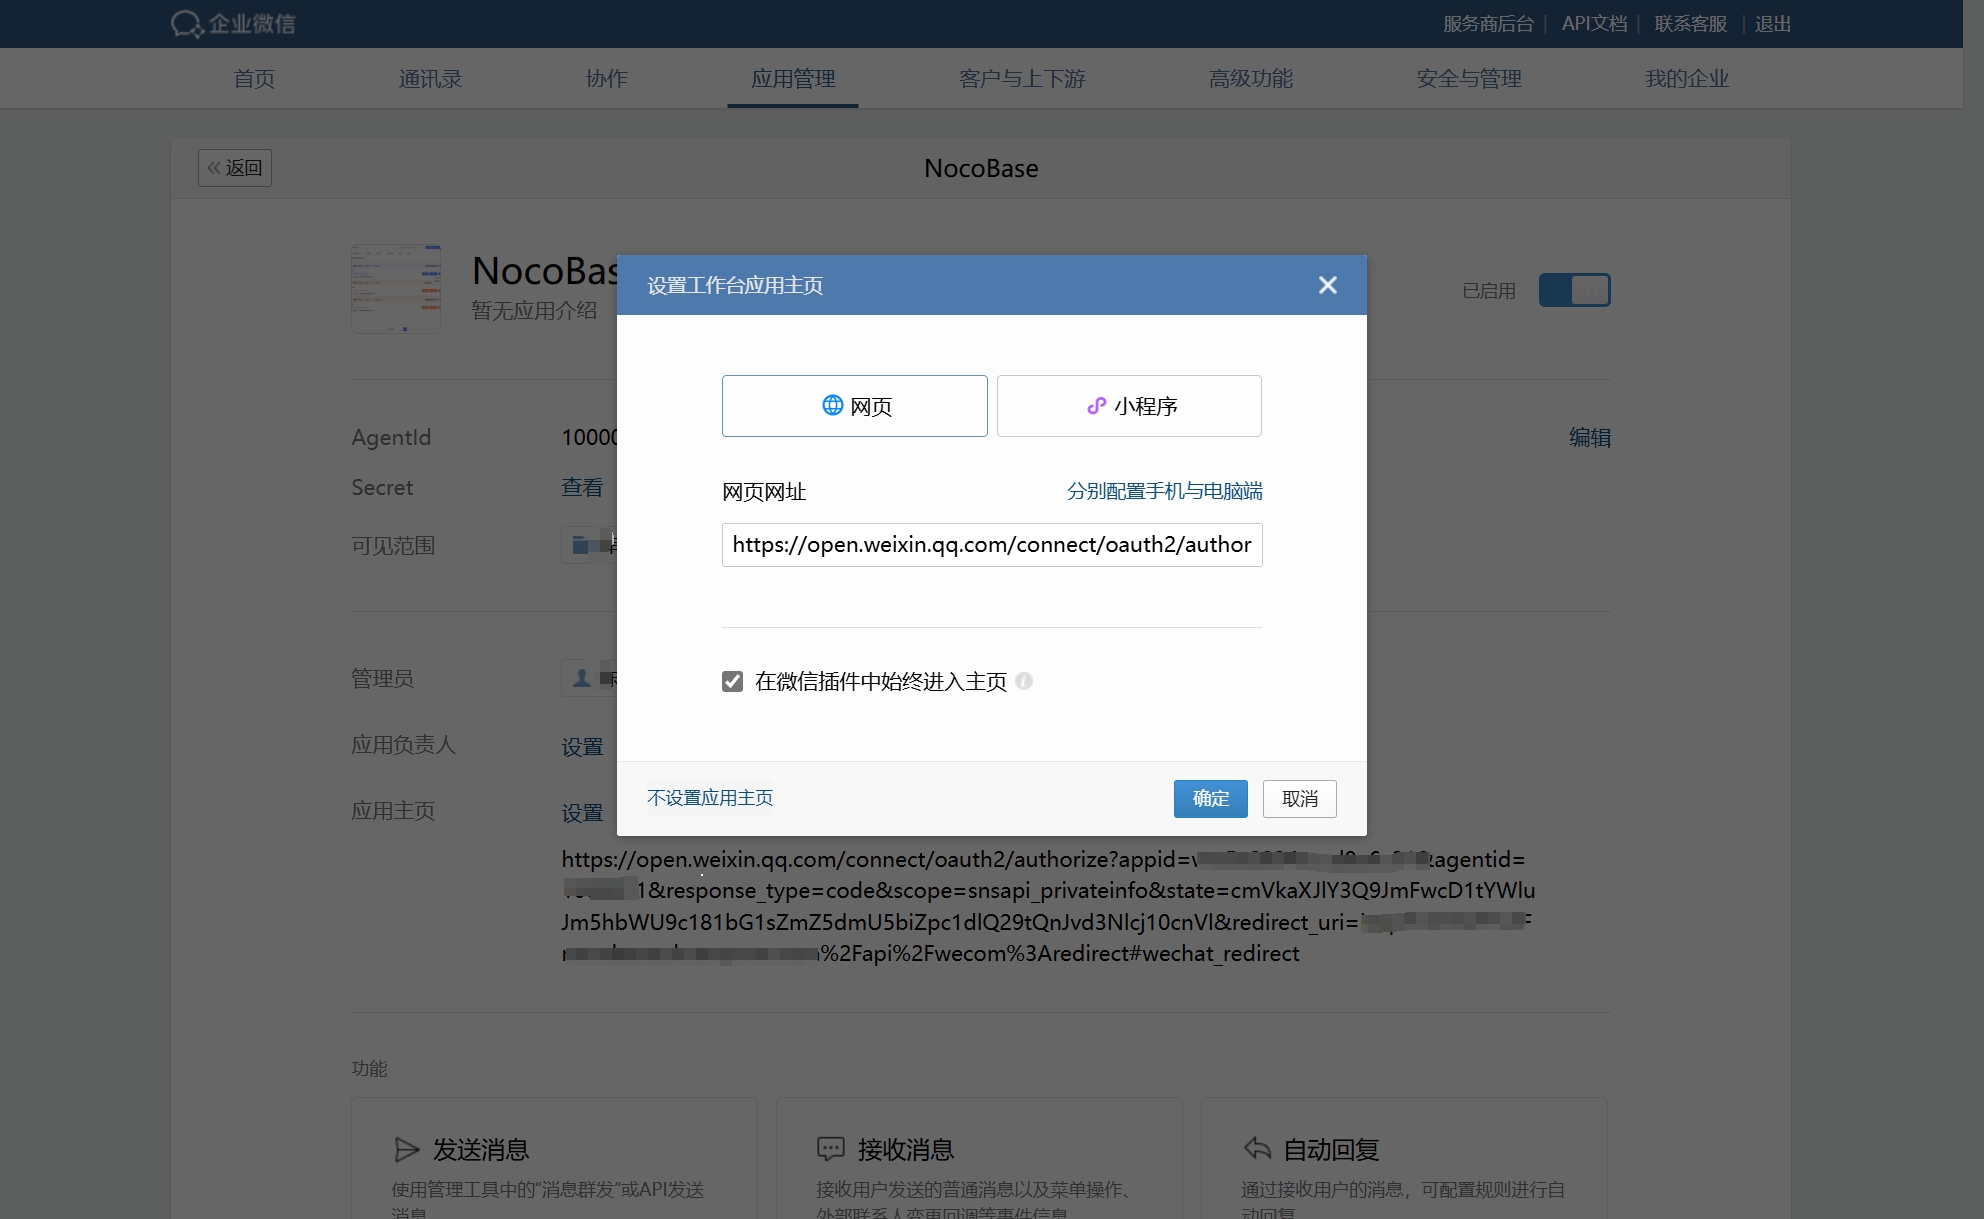 企业微信
服务商后台
API文档
联系客服
退出
首页
通讯录
协作
应用管理
客户与上下游
高级功能
安全与管理
我的企业
返回
NocoBase
NocoBas
暂无应用介绍
已启用
设置工作台应用主页
网页
小程序
AgentId
10000
编辑
Secret
查看
网页网址
分别配置手机与电脑端
https://open.weixin.qq.com/connect/oauth2/author
可见范围
管理员
在微信插件中始终进入主页
应用负责人
设置
应用主页
设置
不设置应用主页
确定
取消
https://open.weixin.qq.com/connect/oauth2/authorize?appid= &agentid=
1&response_type=code&scope=snsapi_privateinfo&state=cmVkaXJlY3Q9JmFwcD1tYWlu
Jm5hbWU9c181bG1sZmZ5dmU5biZpc1dlQ29tQnJvd3Nlcj10cnVl&redirect_uri=
%2Fapi%2Fwecom%3Aredirect#wechat_redirect
功能
发送消息
使用管理工具中的“消息群发”或API发送
消息
接收消息
接收用户发送的普通消息以及菜单操作、
外部联系人变更回调等事件信息
自动回复
通过接收用户的消息，可配置规则进行自
动回复